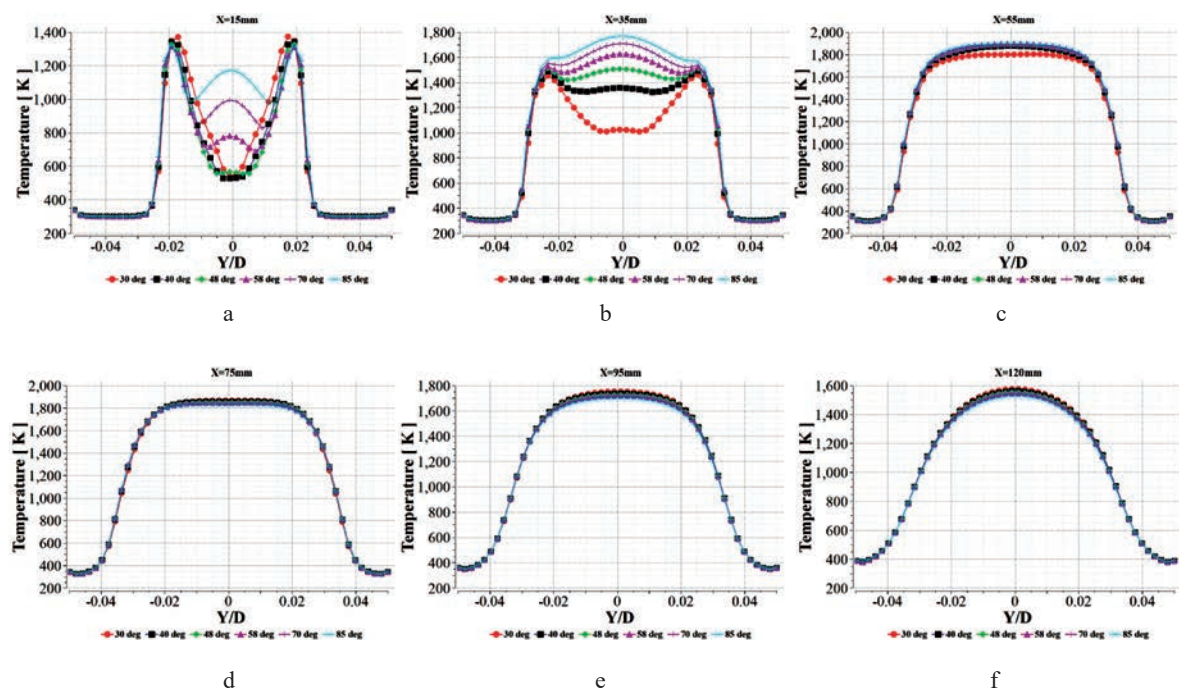 X=15mm
Temperature [ K ]
1,400
1,200
1,000
800
600
400
200
-0.04 -0.02 0 0.02 0.04
Y/D
30 deg 40 deg 48 deg 58 deg 70 deg 85 deg
a
X=35mm
Temperature [ K ]
1,800
1,600
1,400
1,200
1,000
800
600
400
200
-0.04 -0.02 0 0.02 0.04
Y/D
30 deg 40 deg 48 deg 58 deg 70 deg 85 deg
b
X=55mm
Temperature [ K ]
2,000
1,800
1,600
1,400
1,200
1,000
800
600
400
200
-0.04 -0.02 0 0.02 0.04
Y/D
30 deg 40 deg 48 deg 58 deg 70 deg 85 deg
c
X=75mm
Temperature [ K ]
2,000
1,800
1,600
1,400
1,200
1,000
800
600
400
200
-0.04 -0.02 0 0.02 0.04
Y/D
30 deg 40 deg 48 deg 58 deg 70 deg 85 deg
d
X=95mm
Temperature [ K ]
1,800
1,600
1,400
1,200
1,000
800
600
400
200
-0.04 -0.02 0 0.02 0.04
Y/D
30 deg 40 deg 48 deg 58 deg 70 deg 85 deg
e
X=120mm
Temperature [ K ]
1,600
1,400
1,200
1,000
800
600
400
200
-0.04 -0.02 0 0.02 0.04
Y/D
30 deg 40 deg 48 deg 58 deg 70 deg 85 deg
f